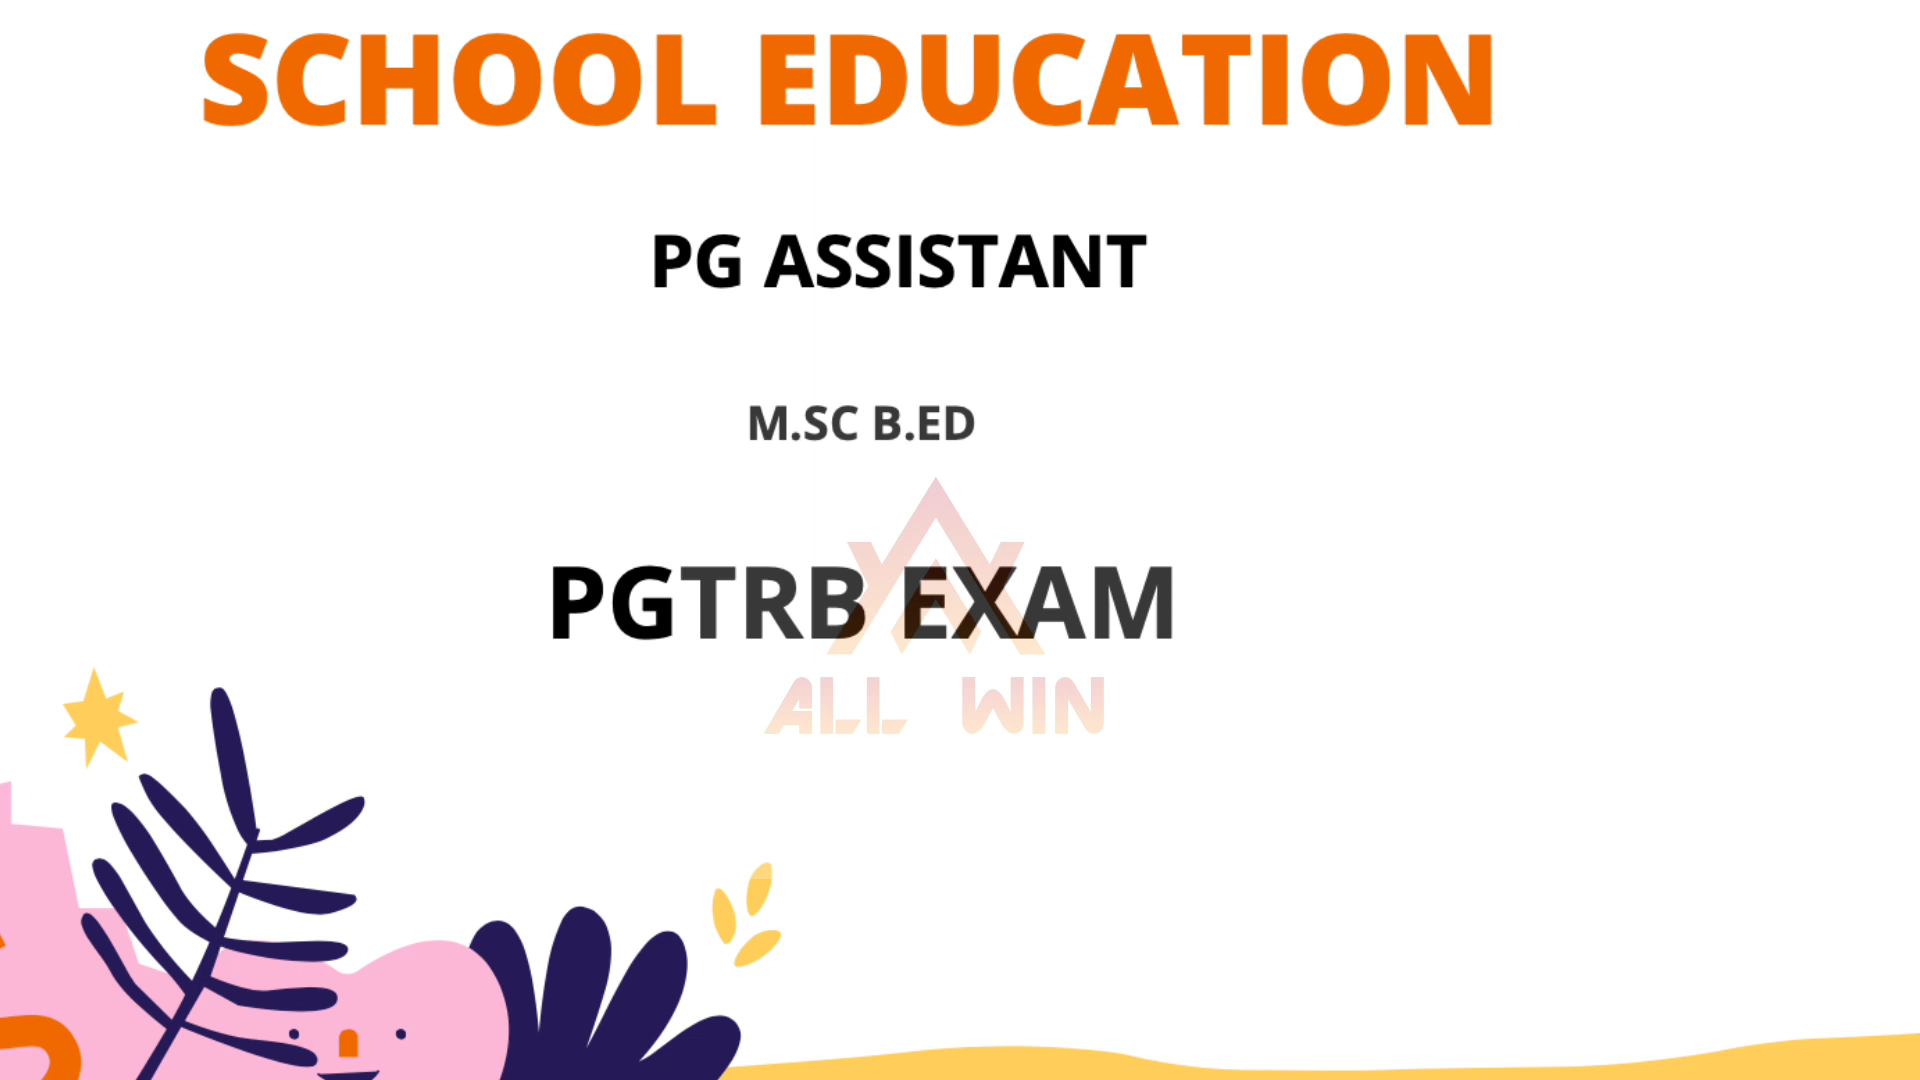 SCHOOL EDUCATION
PG ASSISTANT
M.SC B.ED
PGTRB EXAM
ALL WIN